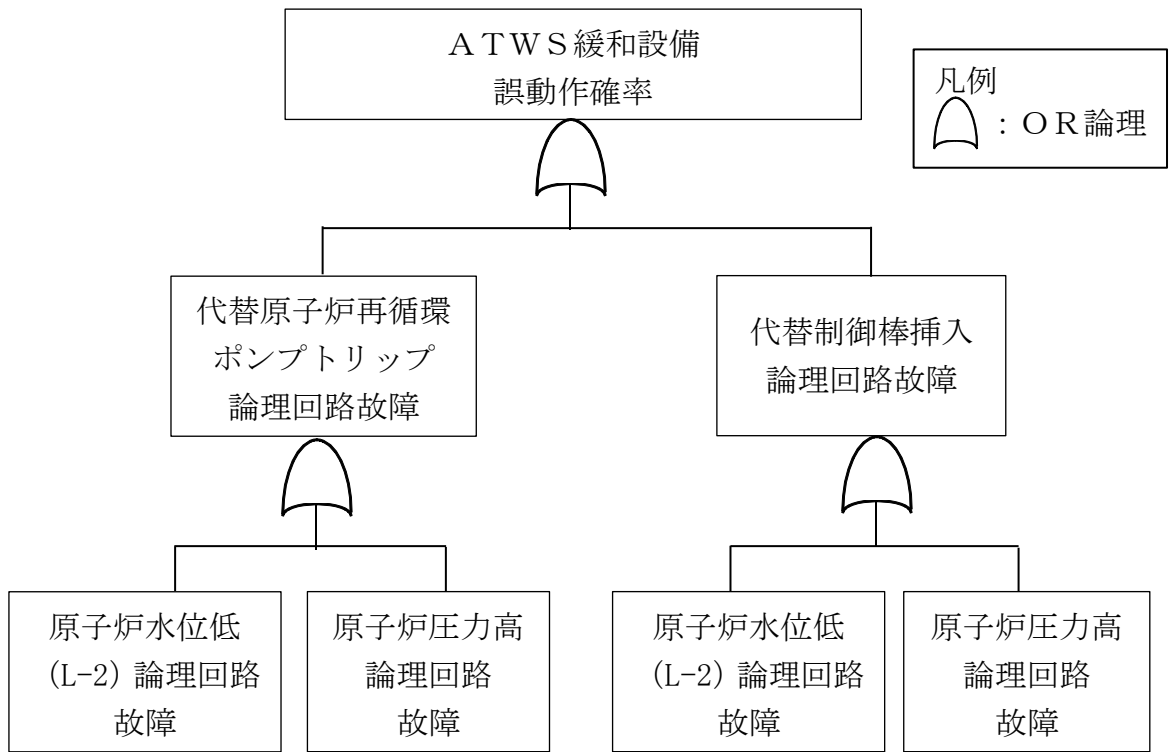 ATWS緩和設備
誤動作確率
凡例
:OR論理
代替原子炉再循環
ポンプトリップ
論理回路故障
代替制御棒挿入
論理回路故障
原子炉水位低
(L-2)論理回路
故障
原子炉圧力高
論理回路
故障
原子炉水位低
(L-2)論理回路
故障
原子炉圧力高
論理回路
故障